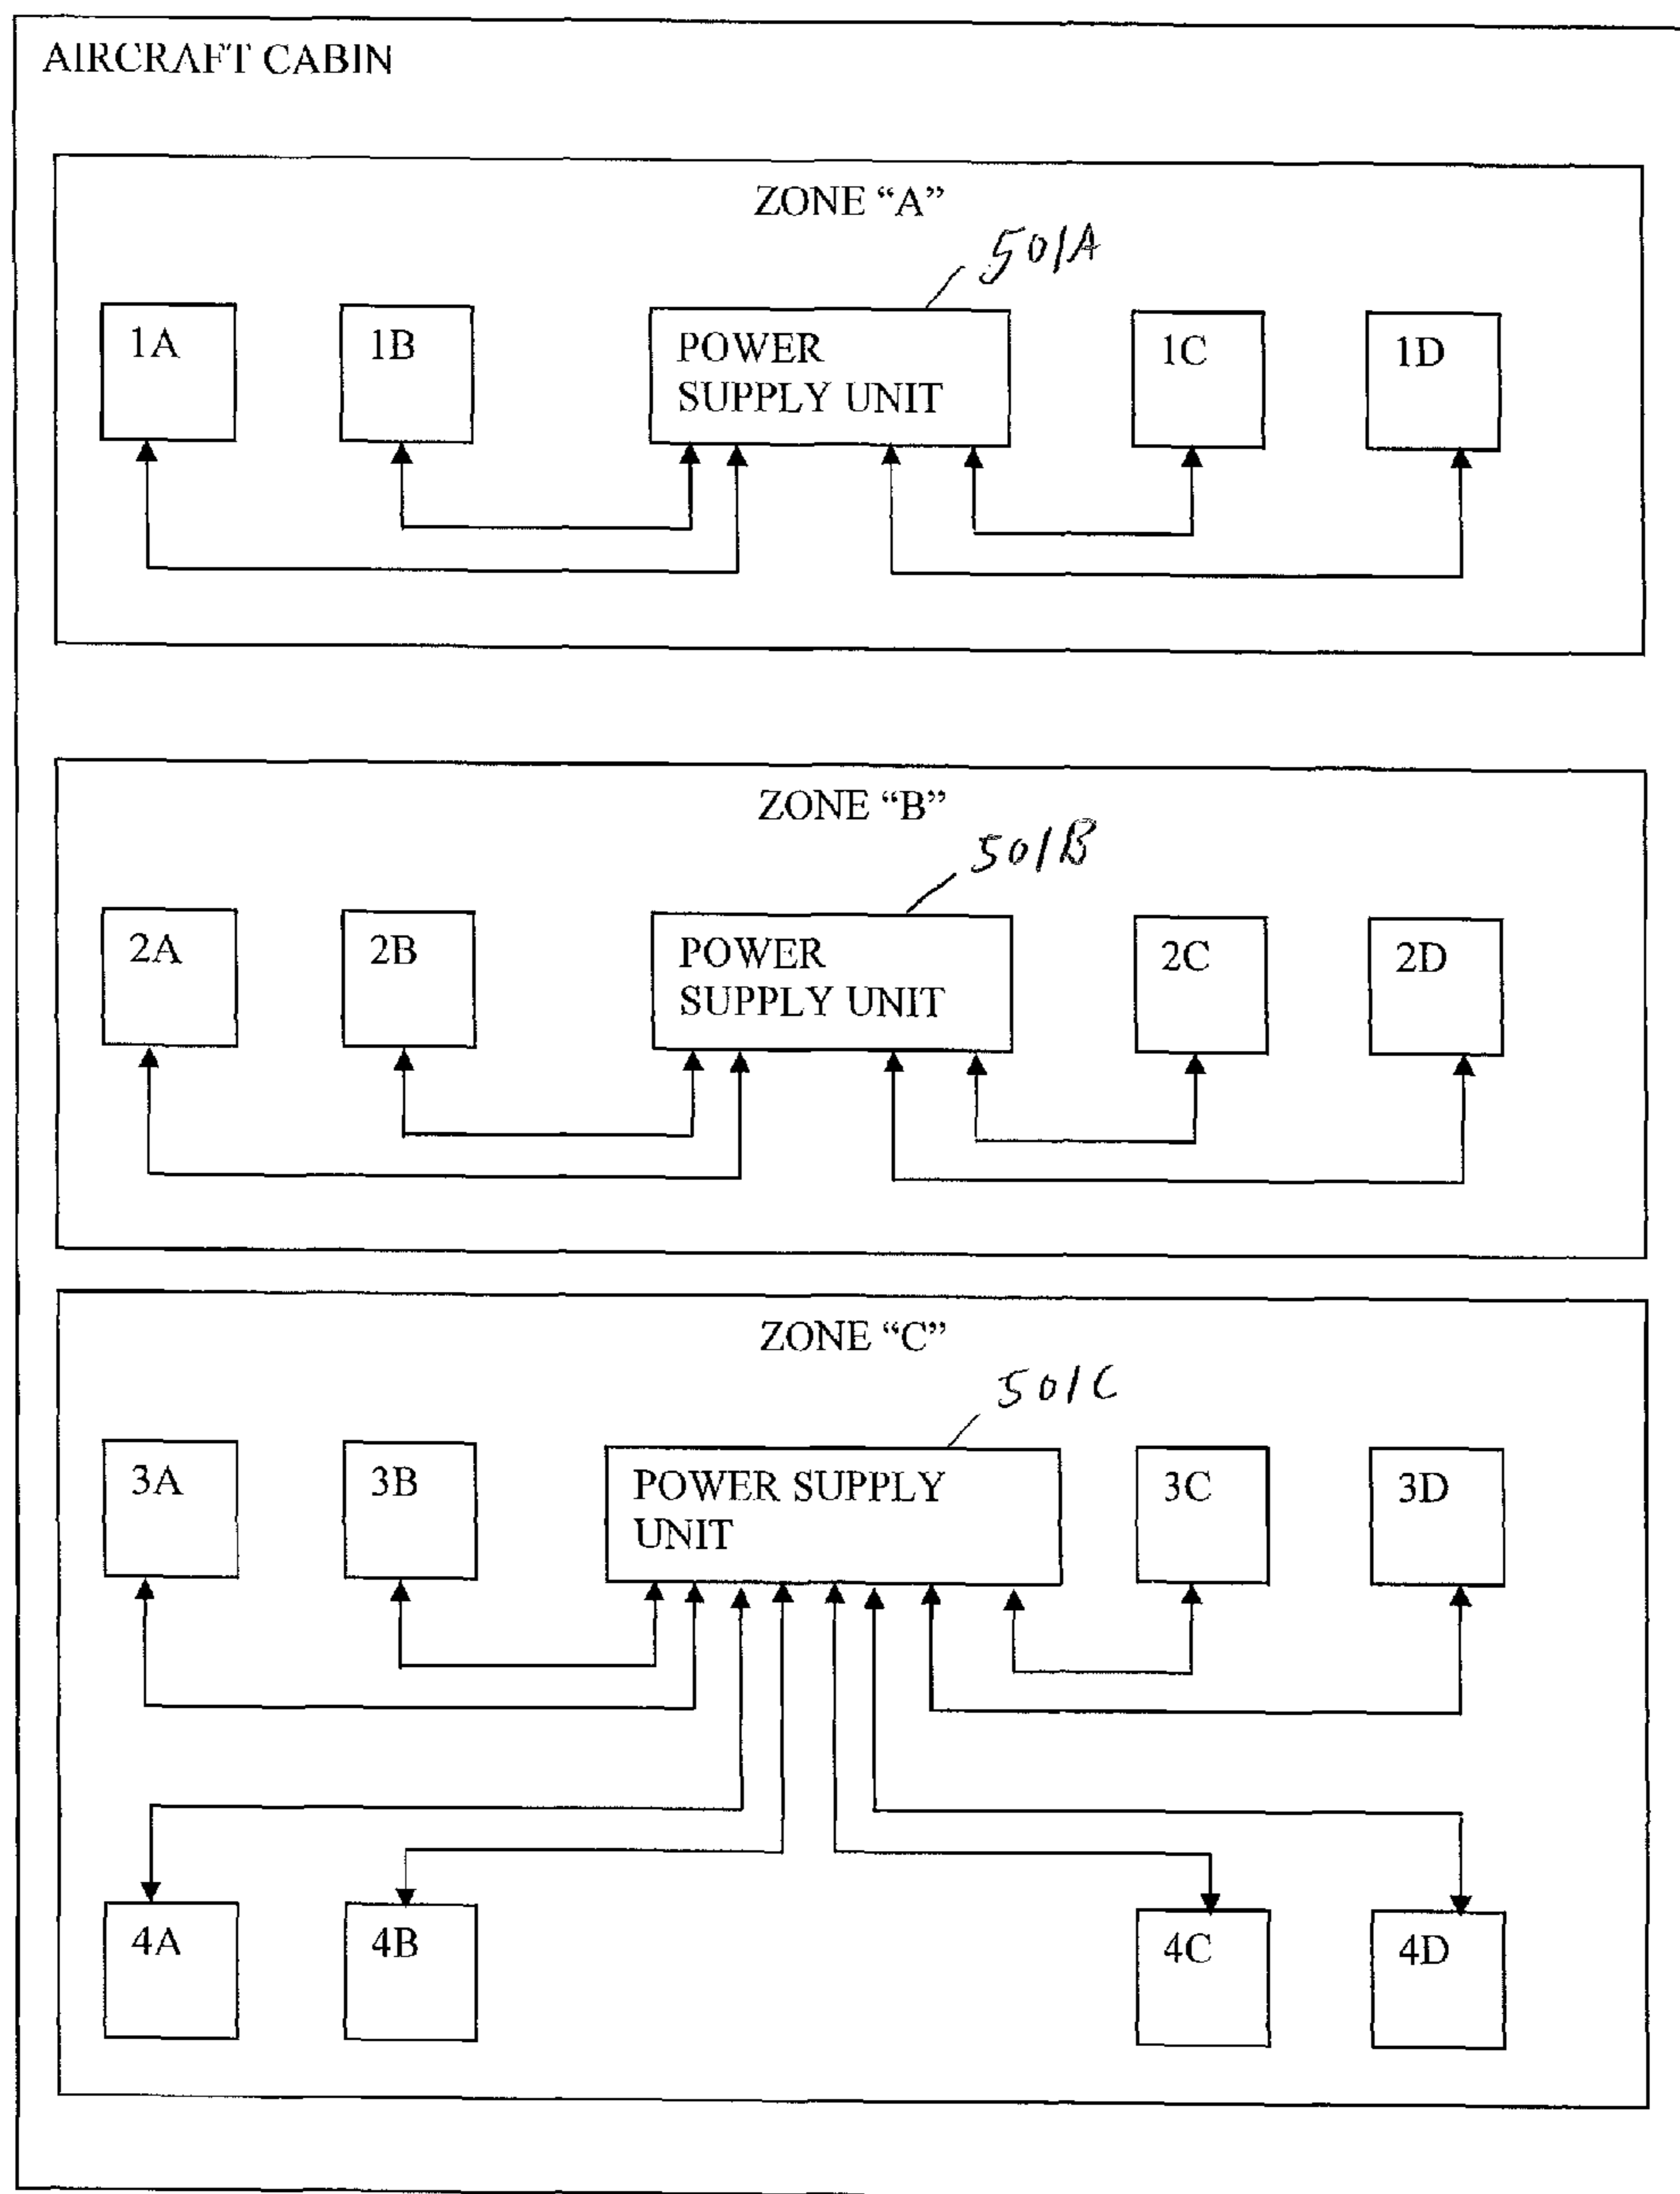 AIRCRAFT CABIN
ZONE “A”
501A
1A
1B
POWER
SUPPLY UNIT
1C
1D
ZONE “B”
501B
2A
2B
POWER
SUPPLY UNIT
2C
2D
ZONE “C”
501C
3A
3B
POWER SUPPLY
UNIT
3C
3D
4A
4B
4C
4D